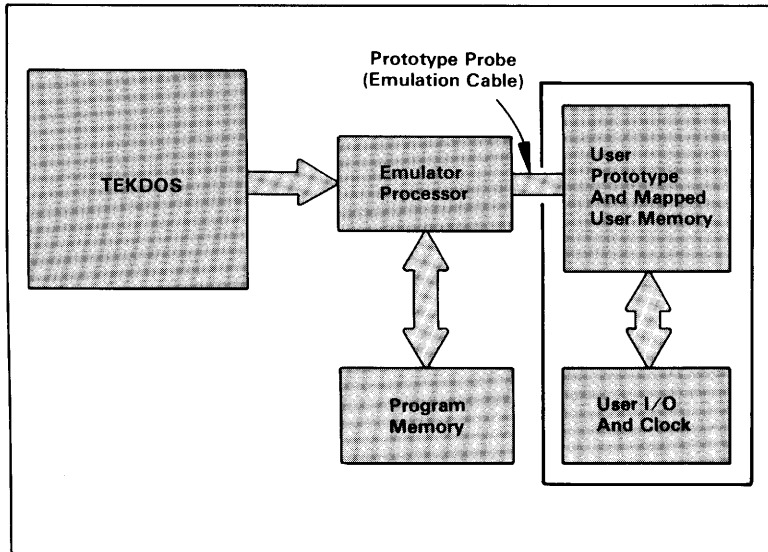 Prototype Probe
(Emulation Cable)
TEKDOS
Emulator
Processor
User
Prototype
And Mapped
User Memory
Program
Memory
User I/O
And Clock